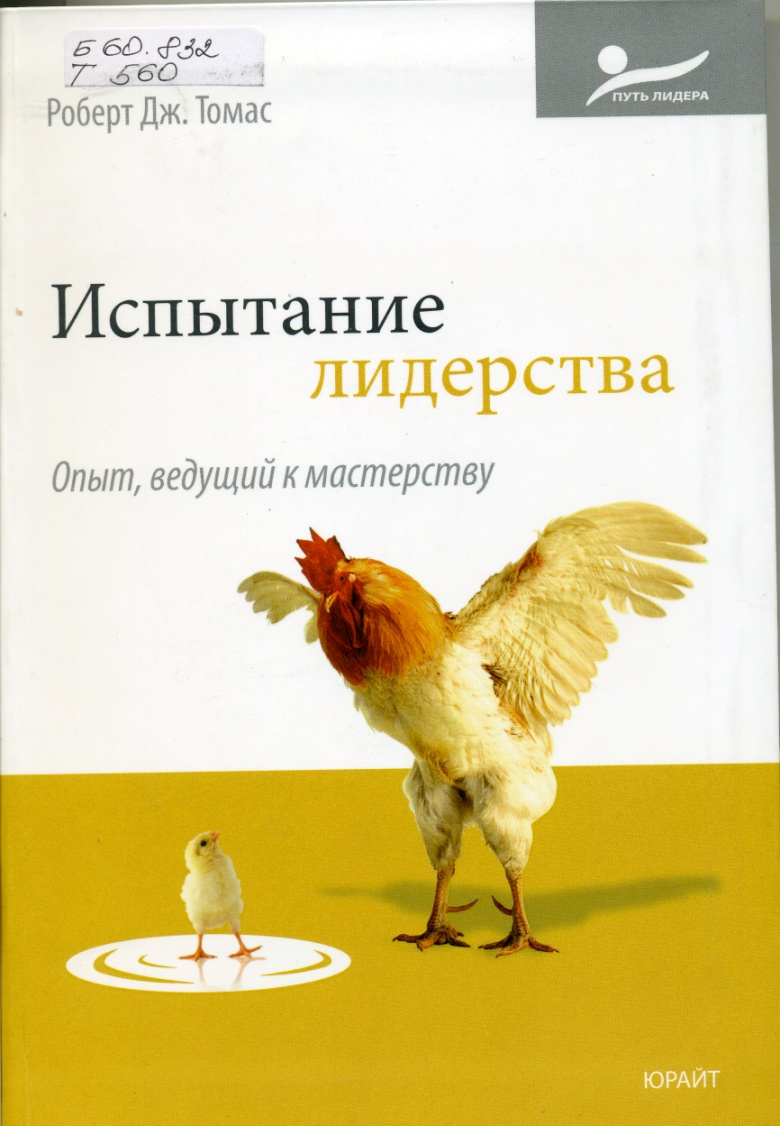 Б 60.832
Т 560
Роберт Дж. Томас
ПУТЬ ЛИДЕРА
Испытание
лидерства
Опыт, ведущий к мастерству
ЮРАЙТ